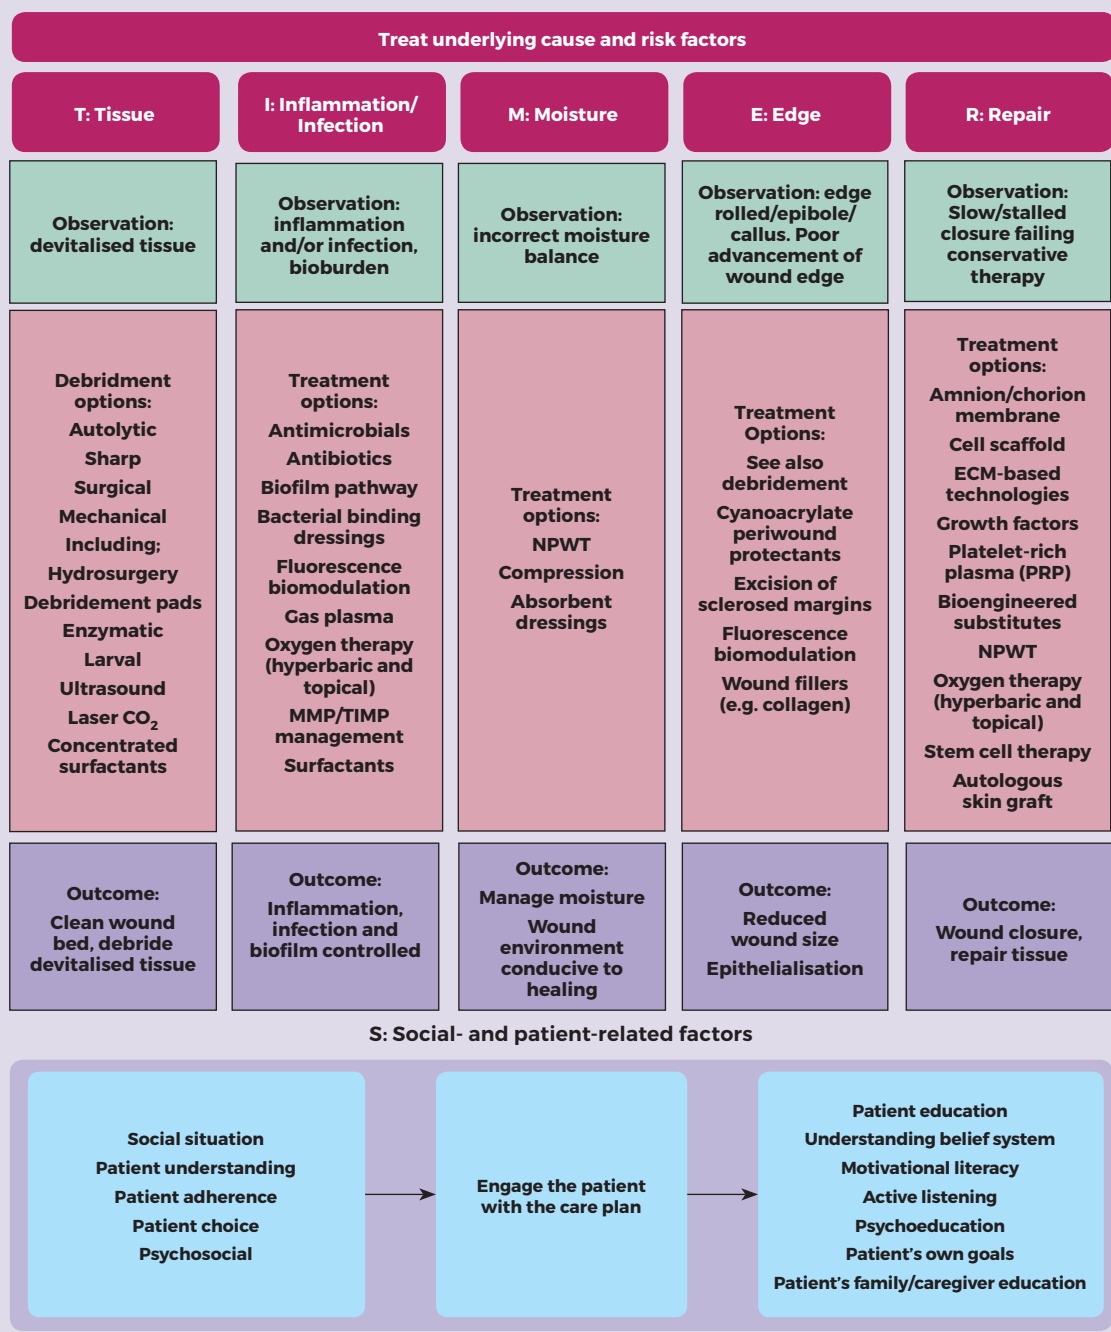 Treat underlying cause and risk factors
T: Tissue
I: Inflammation/
Infection
M: Moisture
E: Edge
R: Repair
Observation:
devitalised tissue
Observation:
inflammation
and/or infection,
bioburden
Observation:
incorrect moisture
balance
Observation: edge
rolled/epibole/
callus. Poor
advancement of
wound edge
Observation:
Slow/stalled
closure failing
conservative
therapy
Debridment
options:
Autolytic
Sharp
Surgical
Mechanical
Including;
Hydrosurgery
Debridement pads
Enzymatic
Larval
Ultrasound
Laser CO₂
Concentrated
surfactants
Treatment
options:
Antimicrobials
Antibiotics
Biofilm pathway
Bacterial binding
dressings
Fluorescence
biomodulation
Gas plasma
Oxygen therapy
(hyperbaric and
topical)
MMP/TIMP
management
Surfactants
Treatment
options:
NPWT
Compression
Absorbent
dressings
Treatment
Options:
See also
debridement
Cyanoacrylate
periwound
protectants
Excision of
sclerosed margins
Fluorescence
biomodulation
Wound fillers
(e.g. collagen)
Treatment
options:
Amnion/chorion
membrane
Cell scaffold
ECM-based
technologies
Growth factors
Platelet-rich
plasma (PRP)
Bioengineered
substitutes
NPWT
Oxygen therapy
(hyperbaric and
topical)
Stem cell therapy
Autologous
skin graft
Outcome:
Clean wound
bed, debride
devitalised tissue
Outcome:
Inflammation,
infection and
biofilm controlled
Outcome:
Manage moisture
Wound
environment
conducive to
healing
Outcome:
Reduced
wound size
Epithelialisation
Outcome:
Wound closure,
repair tissue
S: Social- and patient-related factors
Social situation
Patient understanding
Patient adherence
Patient choice
Psychosocial
Engage the patient
with the care plan
Patient education
Understanding belief system
Motivational literacy
Active listening
Psychoeducation
Patient’s own goals
Patient’s family/caregiver education